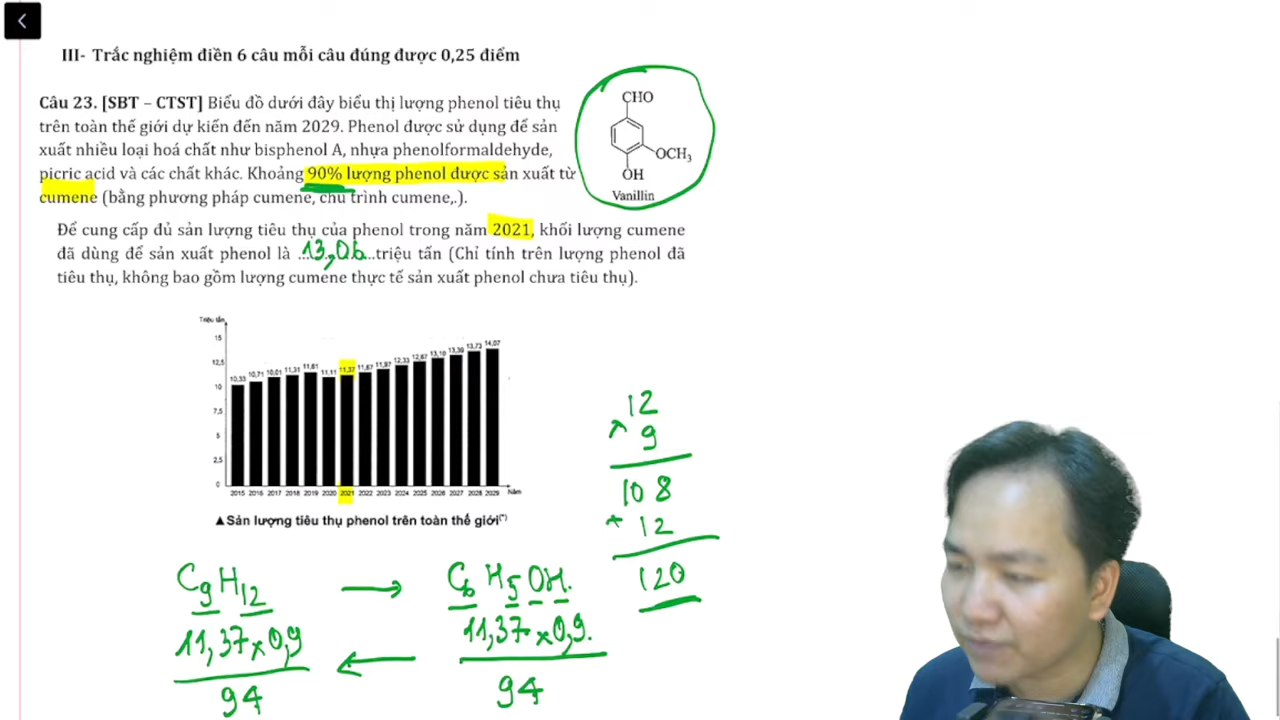 III- Trắc nghiệm điền 6 câu mỗi câu đúng được 0,25 điểm
Câu 23. [SBT – CTST] Biểu đồ dưới đây biểu thị lượng phenol tiêu thụ
trên toàn thế giới dự kiến đến năm 2029. Phenol được sử dụng để sản
xuất nhiều loại hoá chất như bisphenol A, nhựa phenolformaldehyde,
picric acid và các chất khác. Khoảng 90% lượng phenol được sản xuất từ
cumene (bằng phương pháp cumene, chu trình cumene,.).
CHO
OCH3
OH
Vanillin
Để cung cấp đủ sản lượng tiêu thụ của phenol trong năm 2021, khối lượng cumene
đã dùng để sản xuất phenol là ...13,06...triệu tấn (Chỉ tính trên lượng phenol đã
tiêu thụ, không bao gồm lượng cumene thực tế sản xuất phenol chưa tiêu thụ).
Triệu tấn
15
12,5
10
7,5
5
2,5
0
10,33 10,71 10,01 11,31 11,61 11,11 11,37 11,67 11,97 12,33 12,67 13,10 13,39 13,73 14,07
2015 2016 2017 2018 2019 2020 2021 2022 2023 2024 2025 2026 2027 2028 2029 Năm
▲Sản lượng tiêu thụ phenol trên toàn thế giới(*)
12
× 9
108
+ 12
120
C9H12 → C6H5OH.
11,37×0,9 ← 11,37×0,9.
94 94